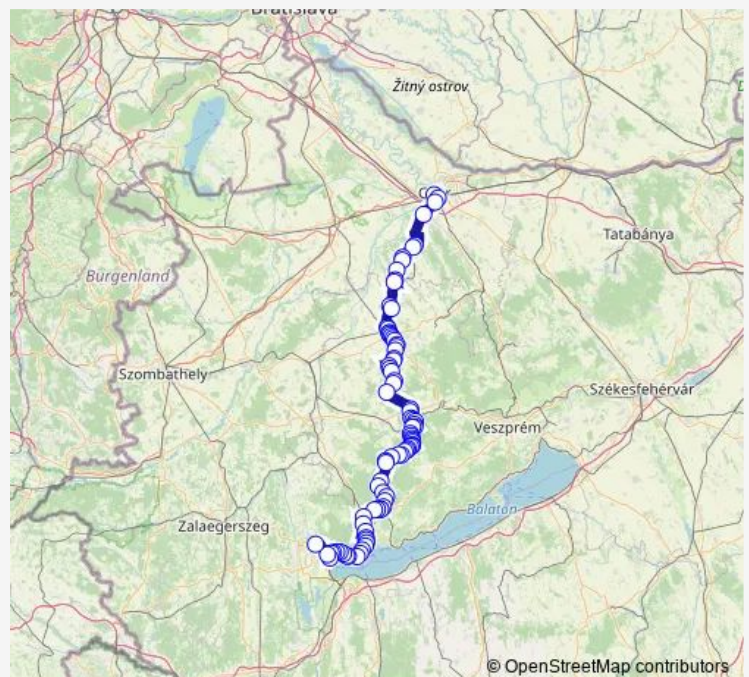 Bratislava
Žitný ostrov
Tatabánya
Burgenland
Szombathely
Székesfehérvár
Veszprém
Balaton
Zalaegerszeg
© OpenStreetMap contributors